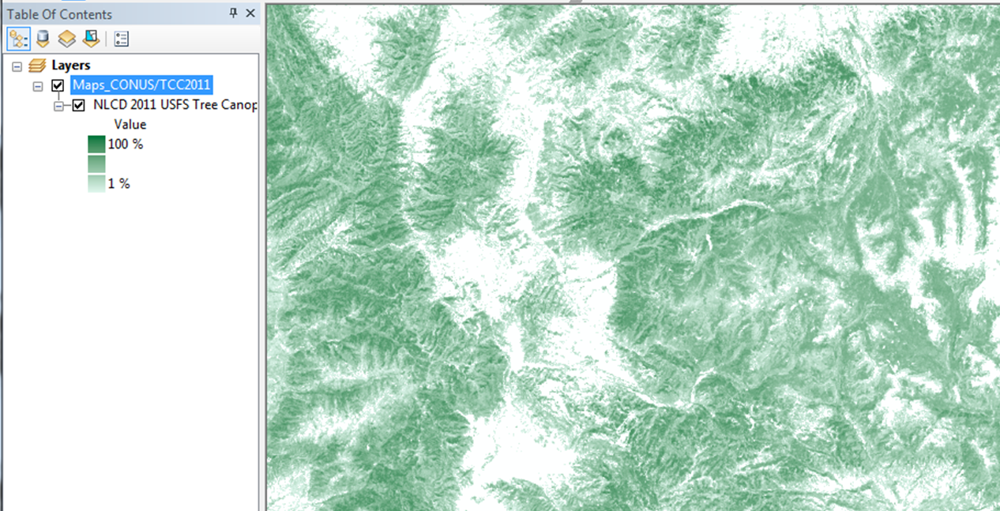 Table Of Contents
Layers
Maps_CONUS/TCC2011
NLCD 2011 USFS Tree Canop
Value
100 %
1 %